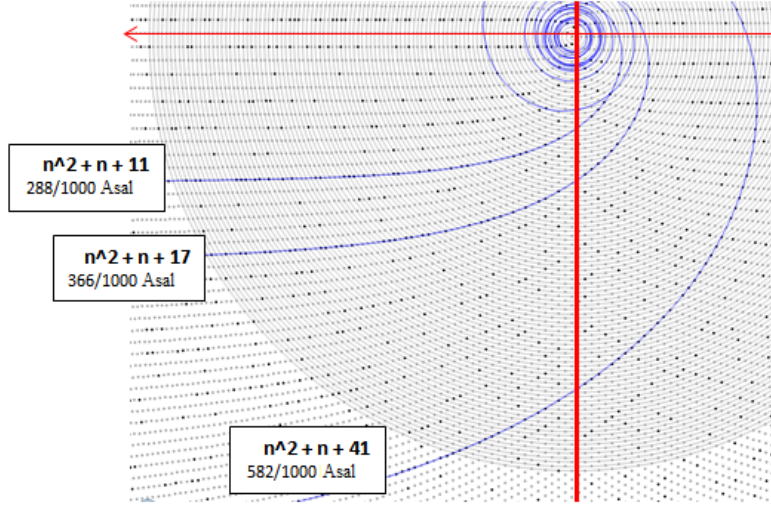 n^2 + n + 11
288/1000 Asal
n^2 + n + 17
366/1000 Asal
n^2 + n + 41
582/1000 Asal